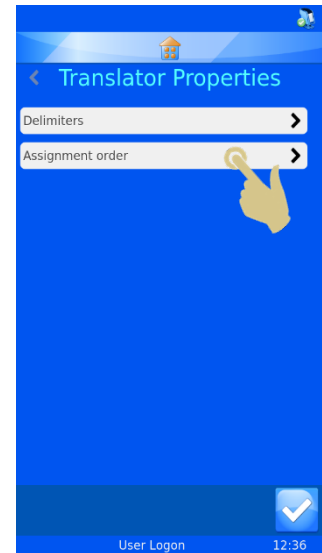 Translator Properties
Delimiters
Assignment order
User Logon 12:36